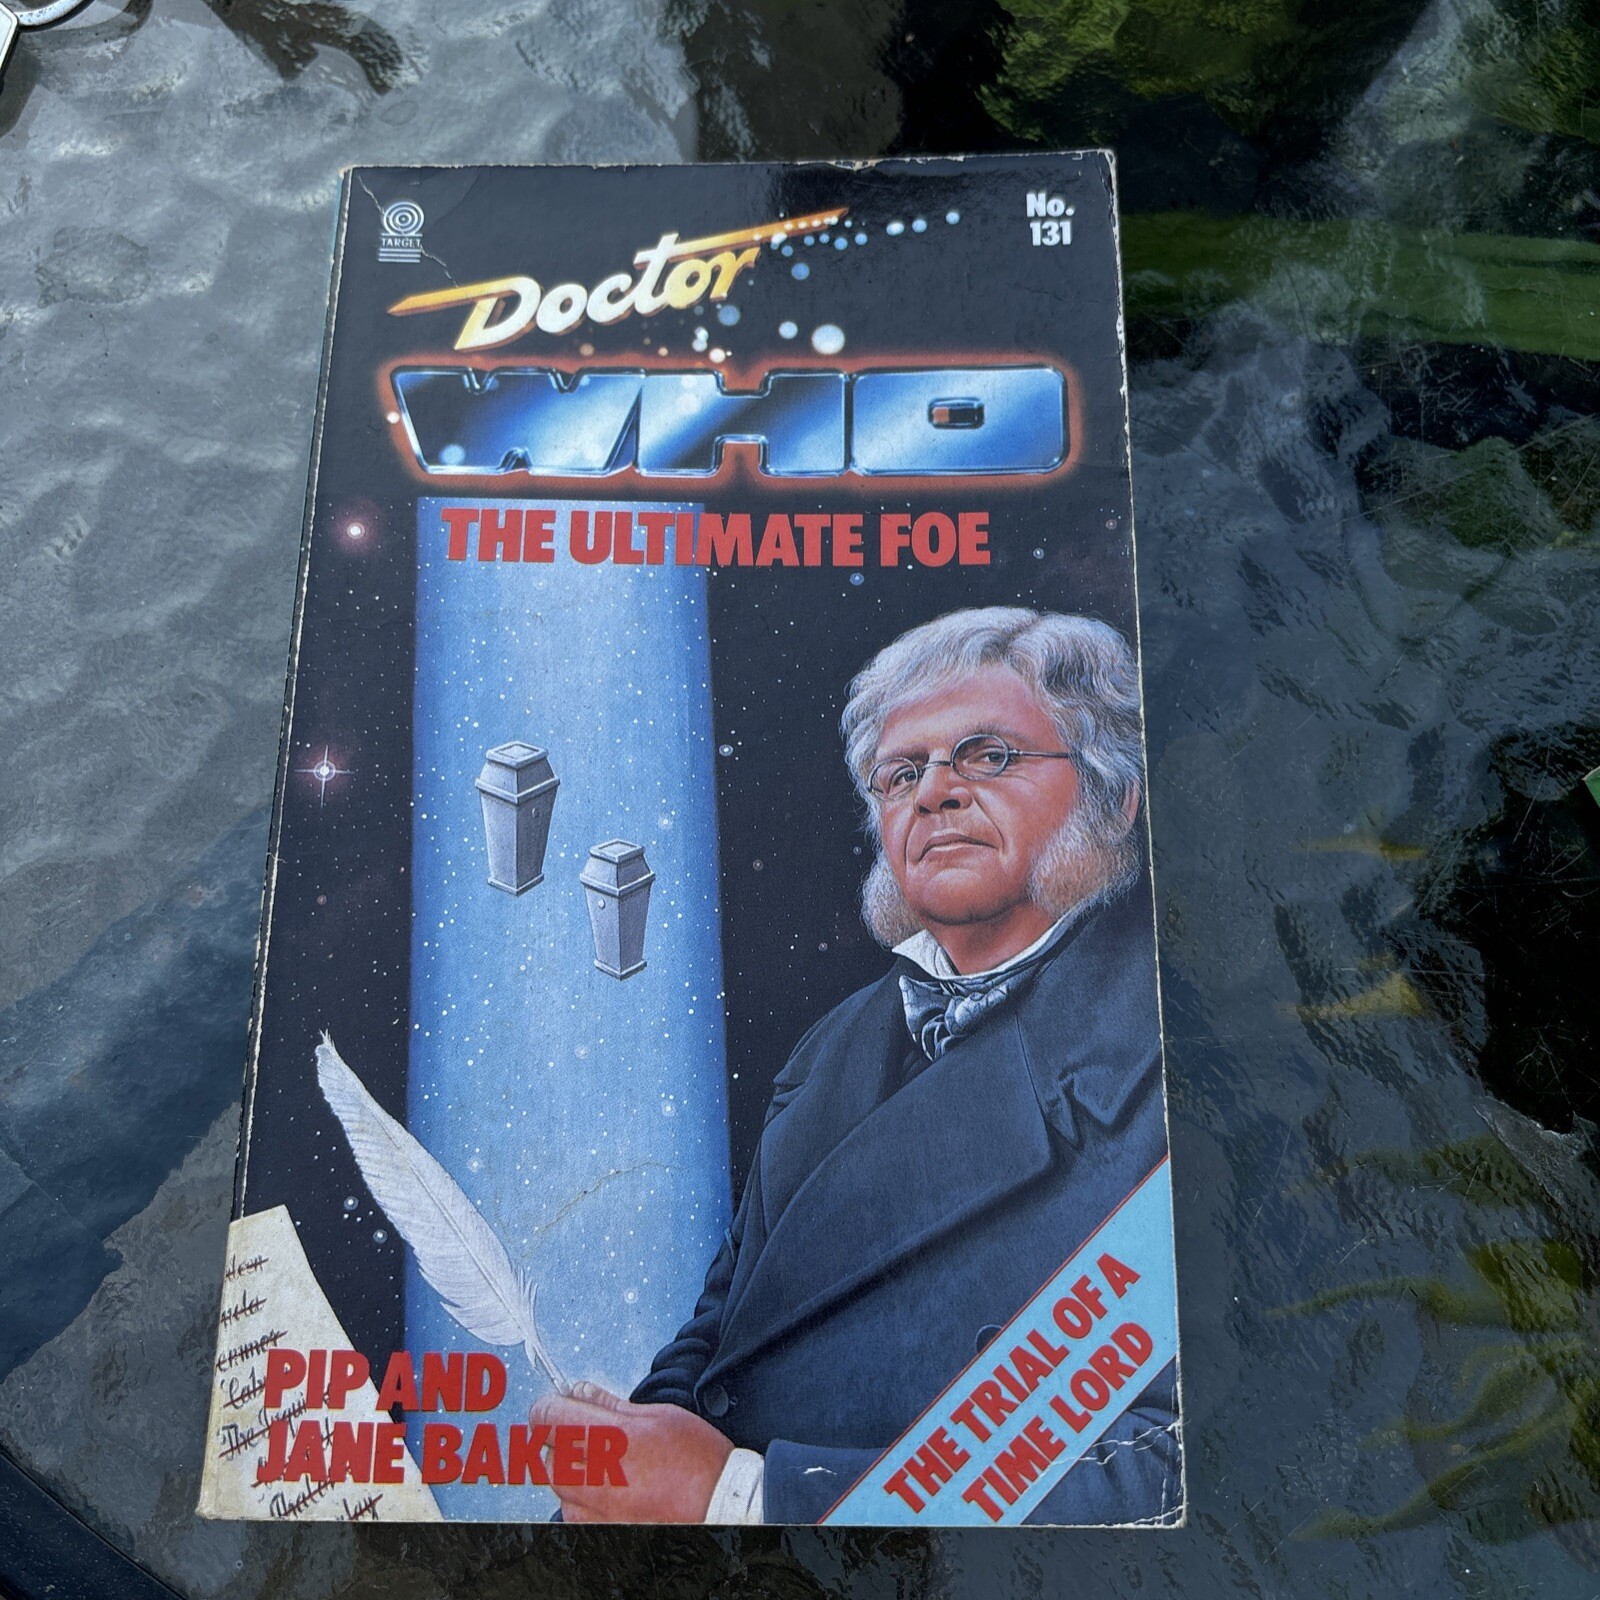 TARGET
No.
131
Doctor
WHO
THE ULTIMATE FOE
PIP AND
JANE BAKER
THE TRIAL OF A
TIME LORD